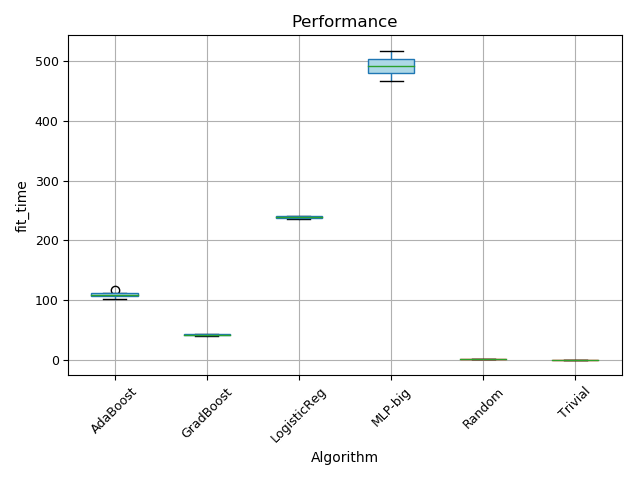 Performance
fit_time
500
400
300
200
100
0
AdaBoost
GradBoost
LogisticReg
MLP-big
Random
Trivial
Algorithm